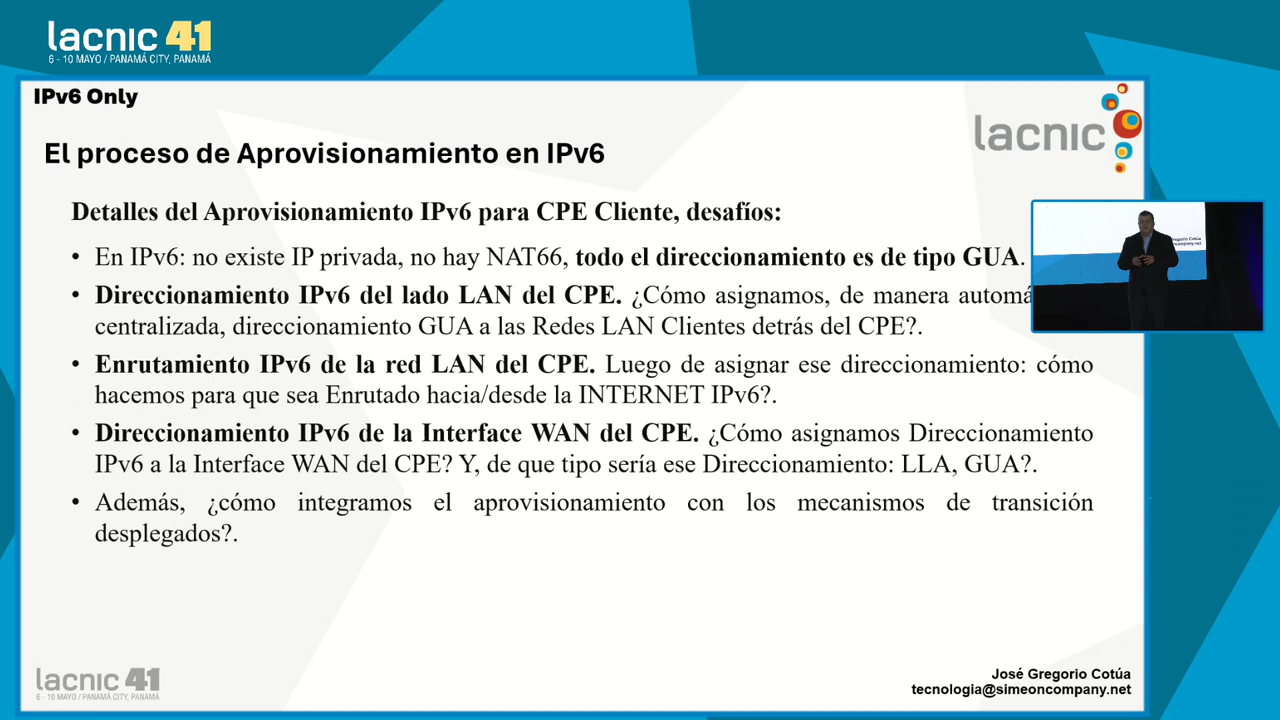 lacnic 41
6 - 10 MAYO / PANAMÁ CITY, PANAMÁ
IPv6 Only
lacnic
El proceso de Aprovisionamiento en IPv6
Detalles del Aprovisionamiento IPv6 para CPE Cliente, desafíos:
• En IPv6: no existe IP privada, no hay NAT66, todo el direccionamiento es de tipo GUA.
• Direccionamiento IPv6 del lado LAN del CPE. ¿Cómo asignamos, de manera
centralizada, direccionamiento GUA a las Redes LAN Clientes detrás del CPE?.
• Enrutamiento IPv6 de la red LAN del CPE. Luego de asignar ese direccionamiento: cómo
hacemos para que sea Enrutado hacia/desde la INTERNET IPv6?.
• Direccionamiento IPv6 de la Interface WAN del CPE. ¿Cómo asignamos Direccionamiento
IPv6 a la Interface WAN del CPE? Y, de que tipo sería ese Direccionamiento: LLA, GUA?.
• Además, ¿cómo integramos el aprovisionamiento con los mecanismos de transición
desplegados?.
lacnic 41
6 - 10 MAYO / PANAMÁ CITY, PANAMÁ
José Gregorio Cotúa
tecnologia@simeoncompany.net